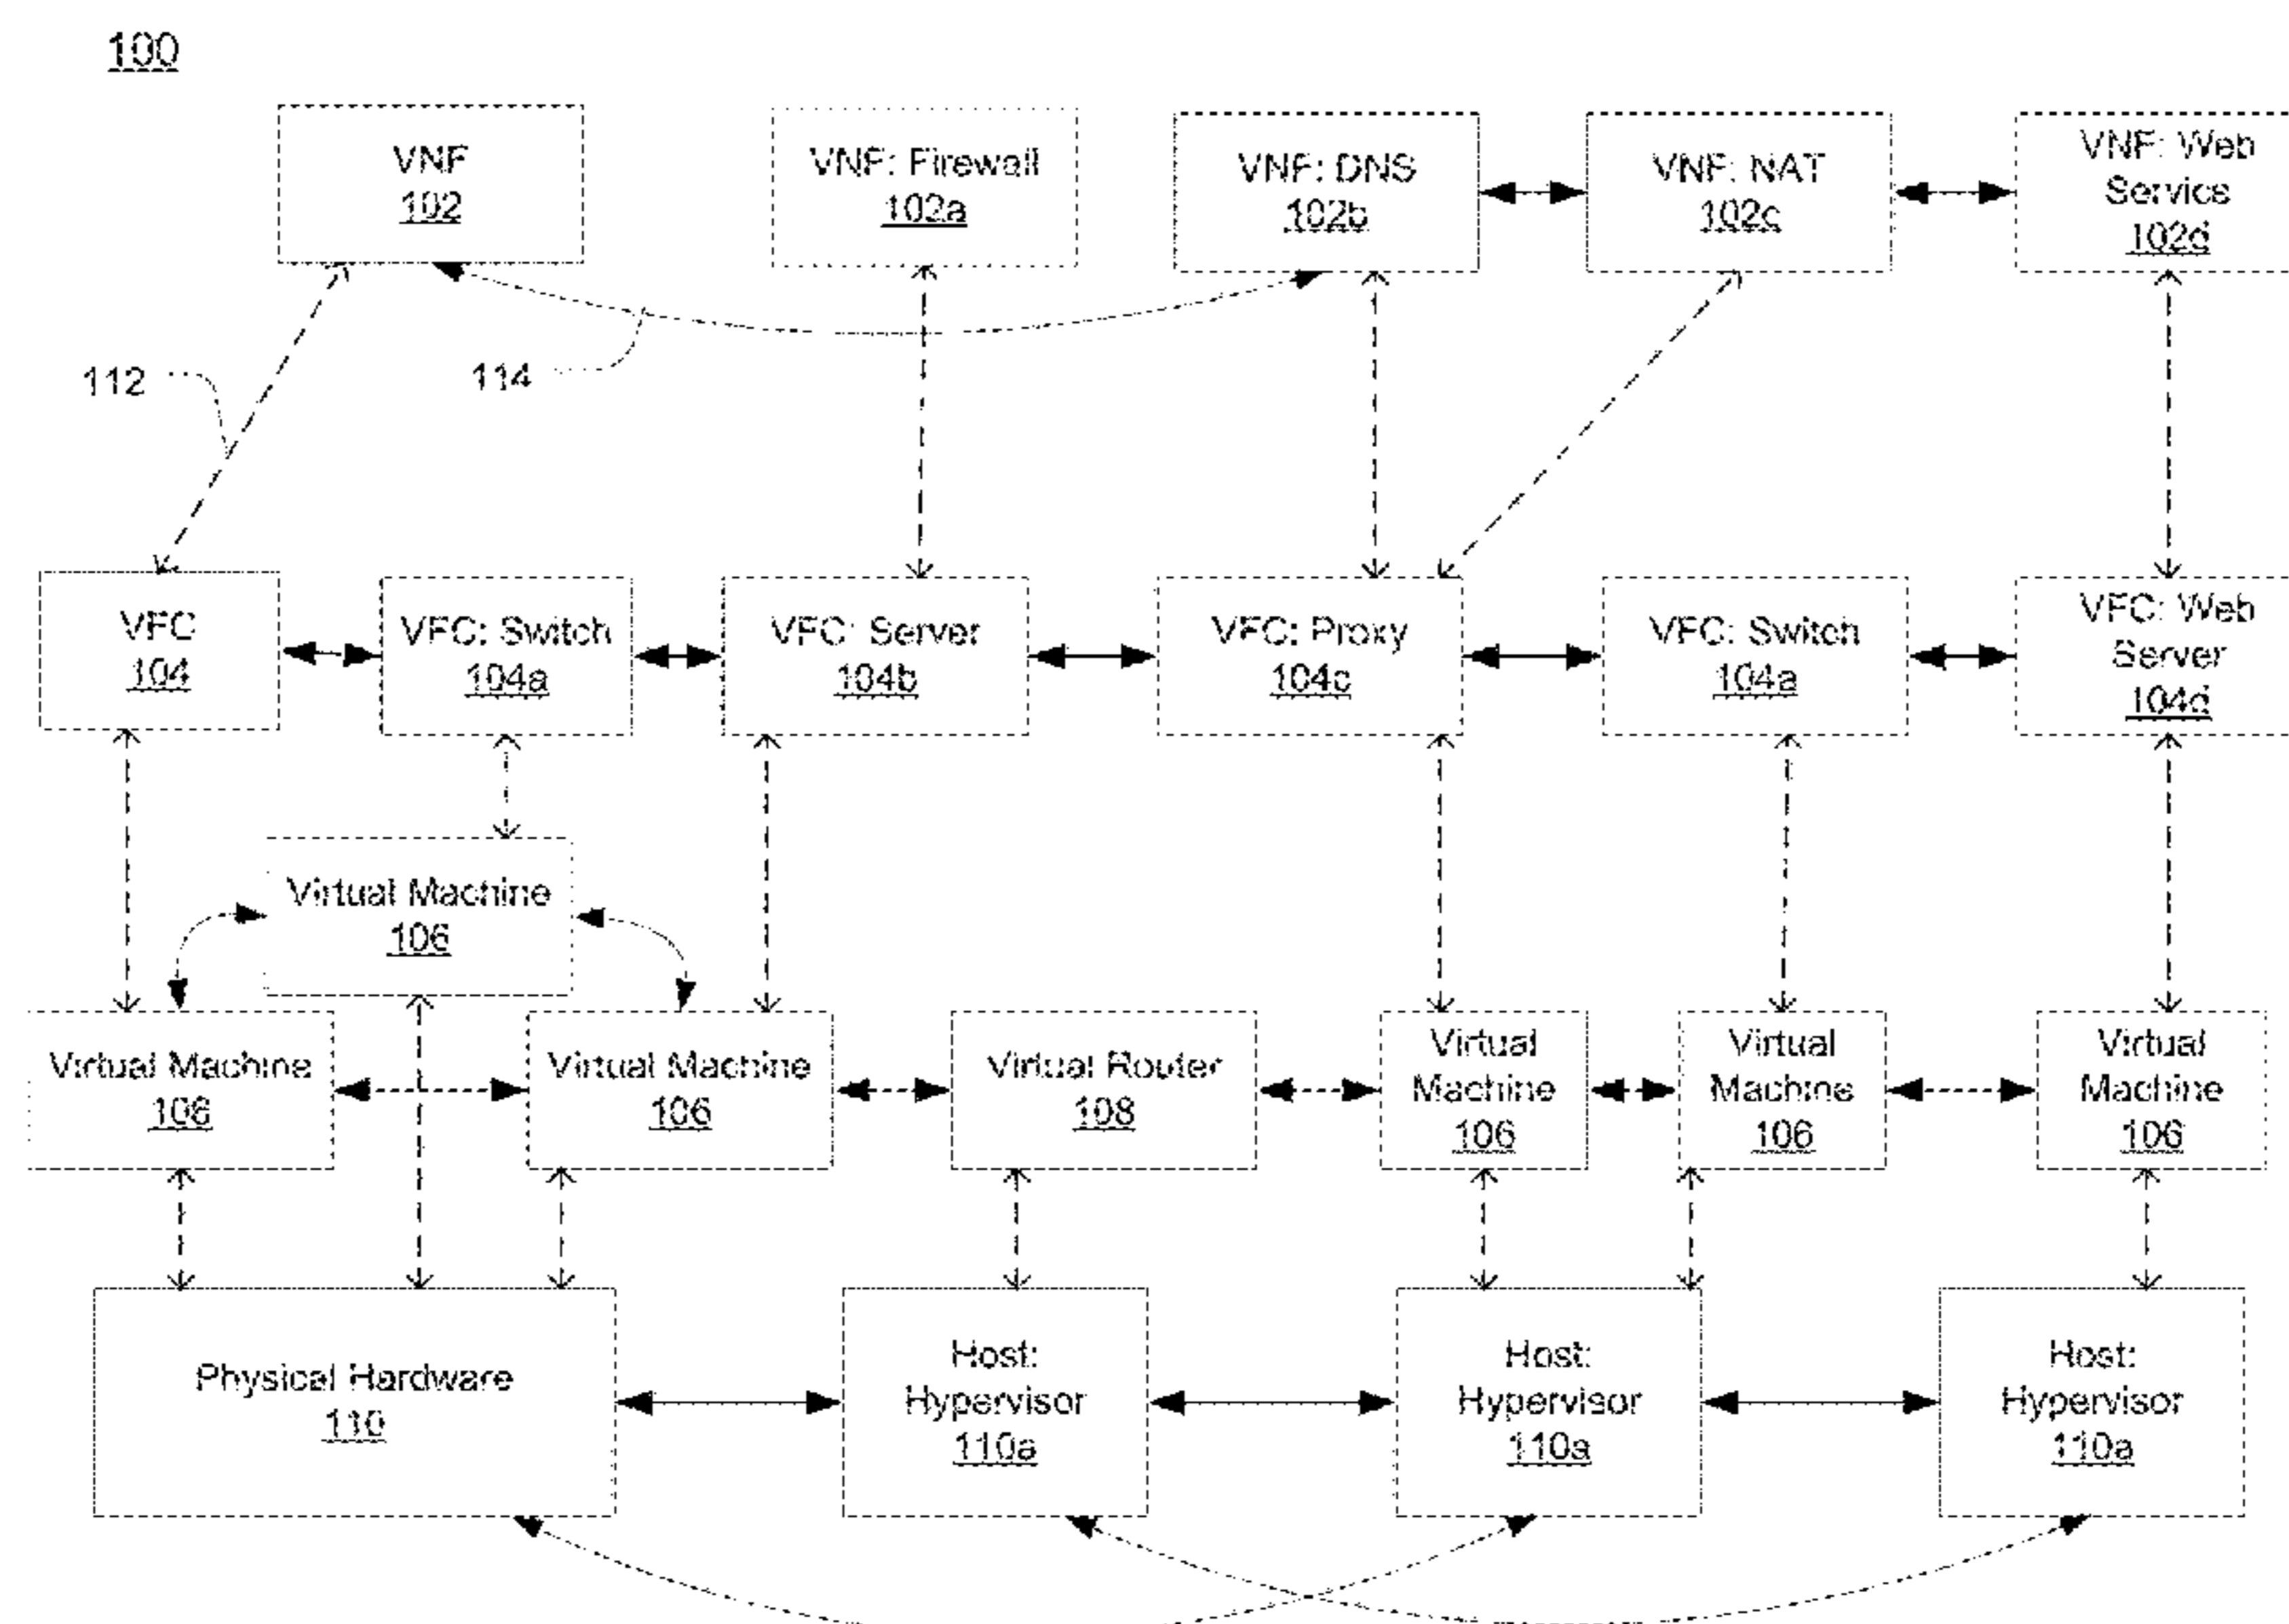 100
VNF
102
VNF: Firewall
102a
VNF: DNS
102b
VNF: NAT
102c
VNF: Web
Service
102d
112
114
VFC
104
VFC: Switch
104a
VFC: Server
104b
VFC: Proxy
104c
VFC: Switch
104a
VFC: Web
Server
104d
Virtual Machine
106
Virtual Machine
106
Virtual Machine
106
Virtual Router
108
Virtual
Machine
106
Virtual
Machine
106
Virtual
Machine
106
Physical Hardware
110
Host:
Hypervisor
110a
Host:
Hypervisor
110a
Host:
Hypervisor
110a